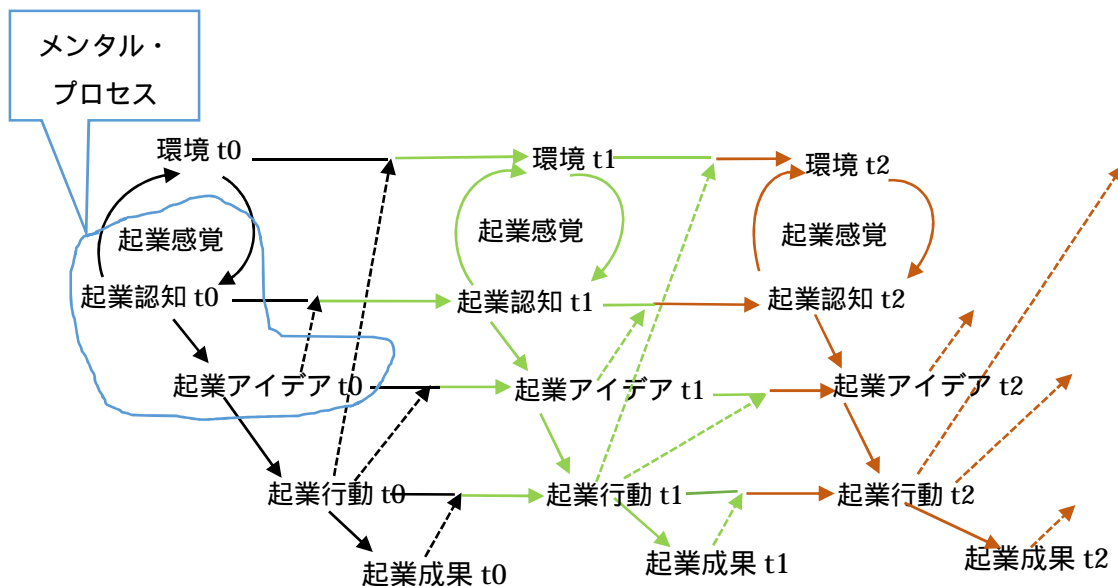 メンタル・
プロセス
環境 t0
環境 t1
環境 t2
起業感覚
起業感覚
起業感覚
起業認知 t0
起業認知 t1
起業認知 t2
起業アイデア t0
起業アイデア t1
起業アイデア t2
起業行動 t0
起業行動 t1
起業行動 t2
起業成果 t0
起業成果 t1
起業成果 t2